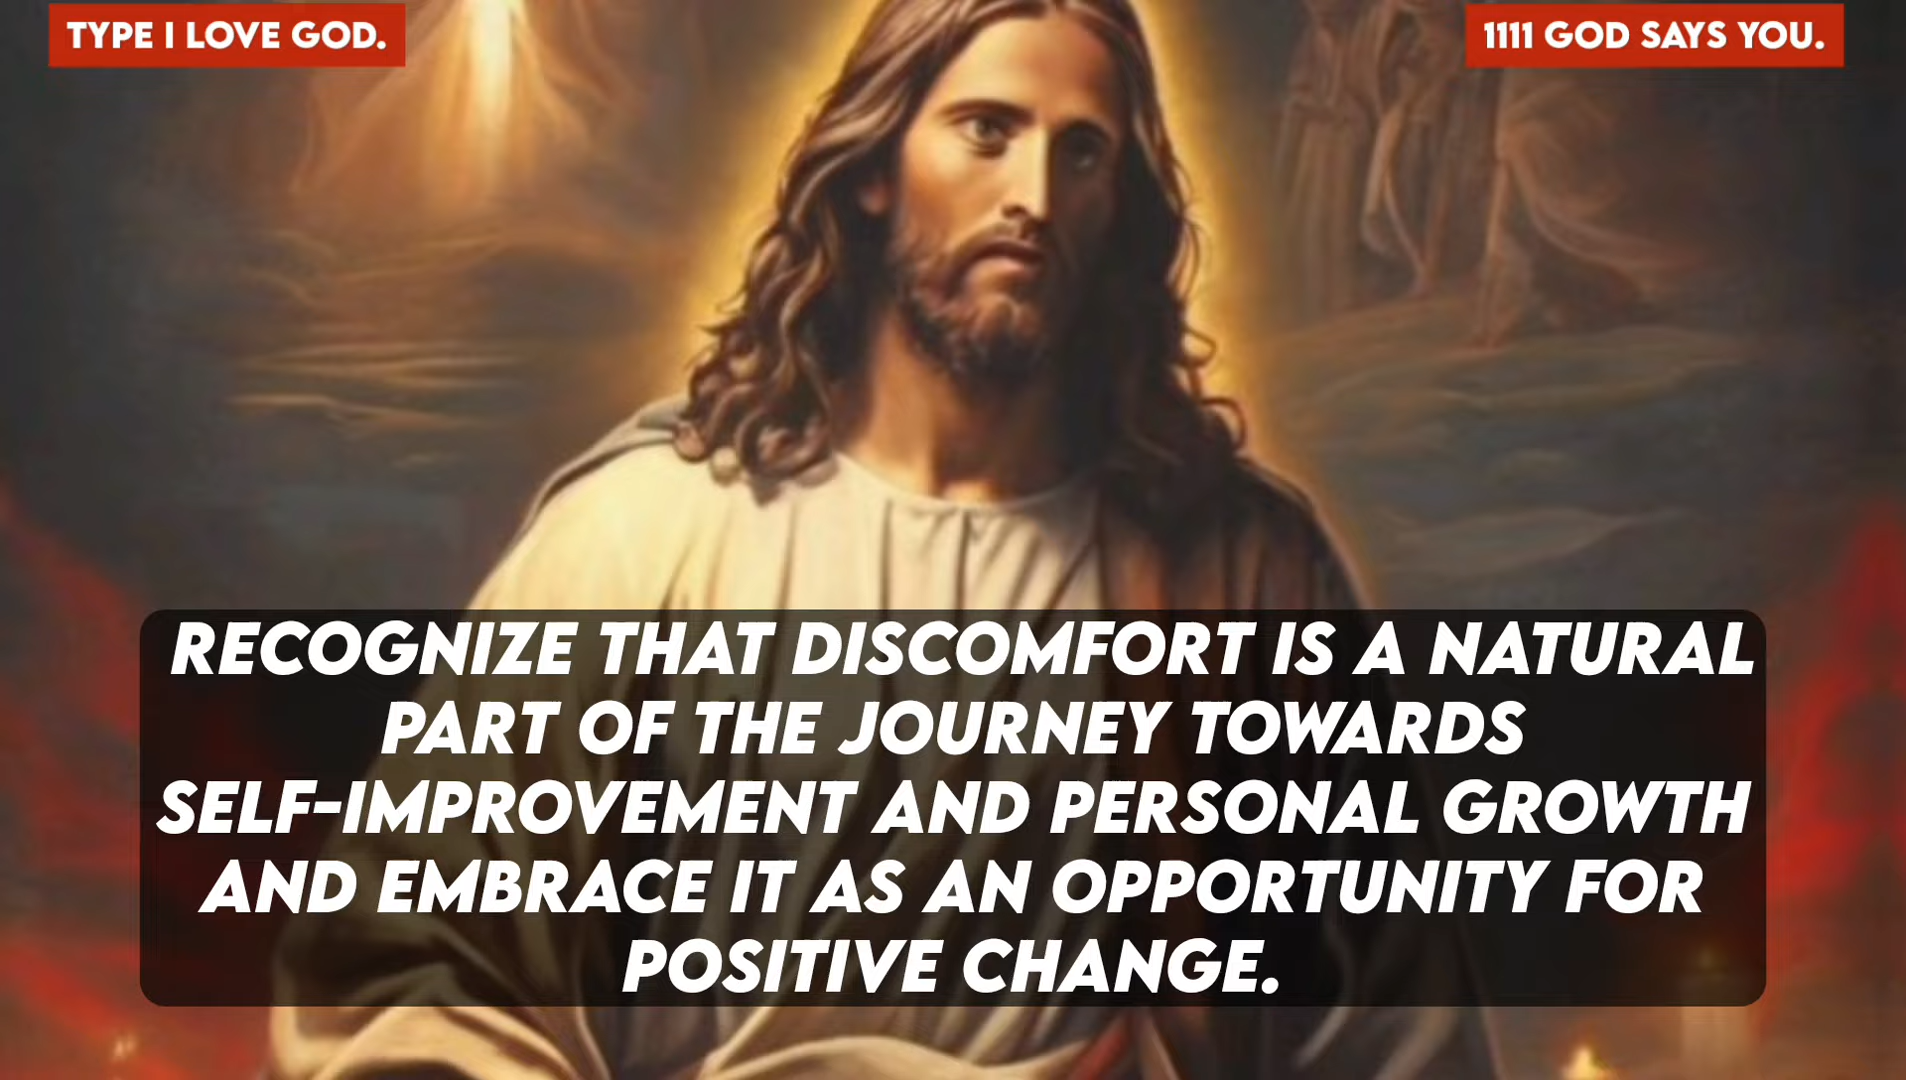 TYPE I LOVE GOD.
1111 GOD SAYS YOU.
RECOGNIZE THAT DISCOMFORT IS A NATURAL
PART OF THE JOURNEY TOWARDS
SELF-IMPROVEMENT AND PERSONAL GROWTH
AND EMBRACE IT AS AN OPPORTUNITY FOR
POSITIVE CHANGE.